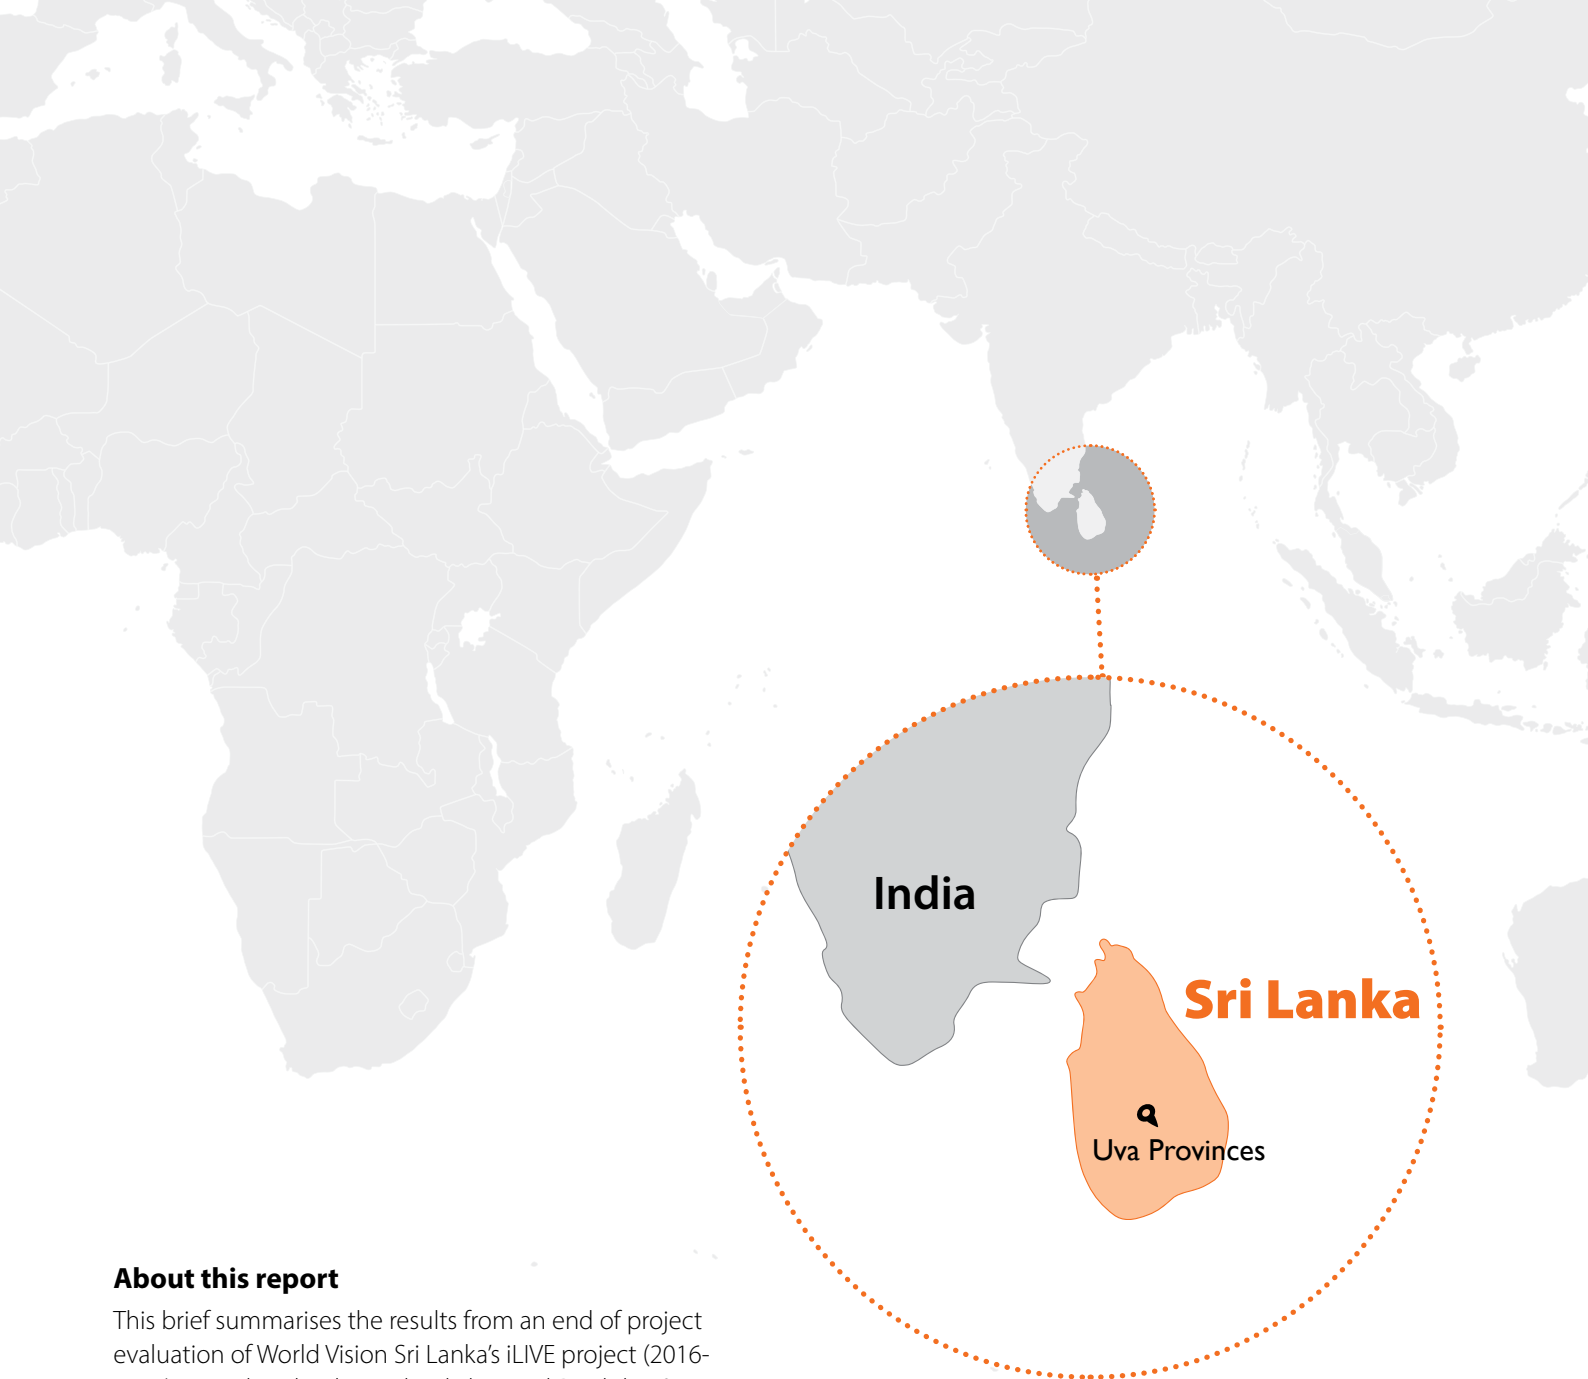 India
Sri Lanka
Uva Provinces
About this report
This brief summarises the results from an end of project
evaluation of World Vision Sri Lanka’s iLIVE project (2016-